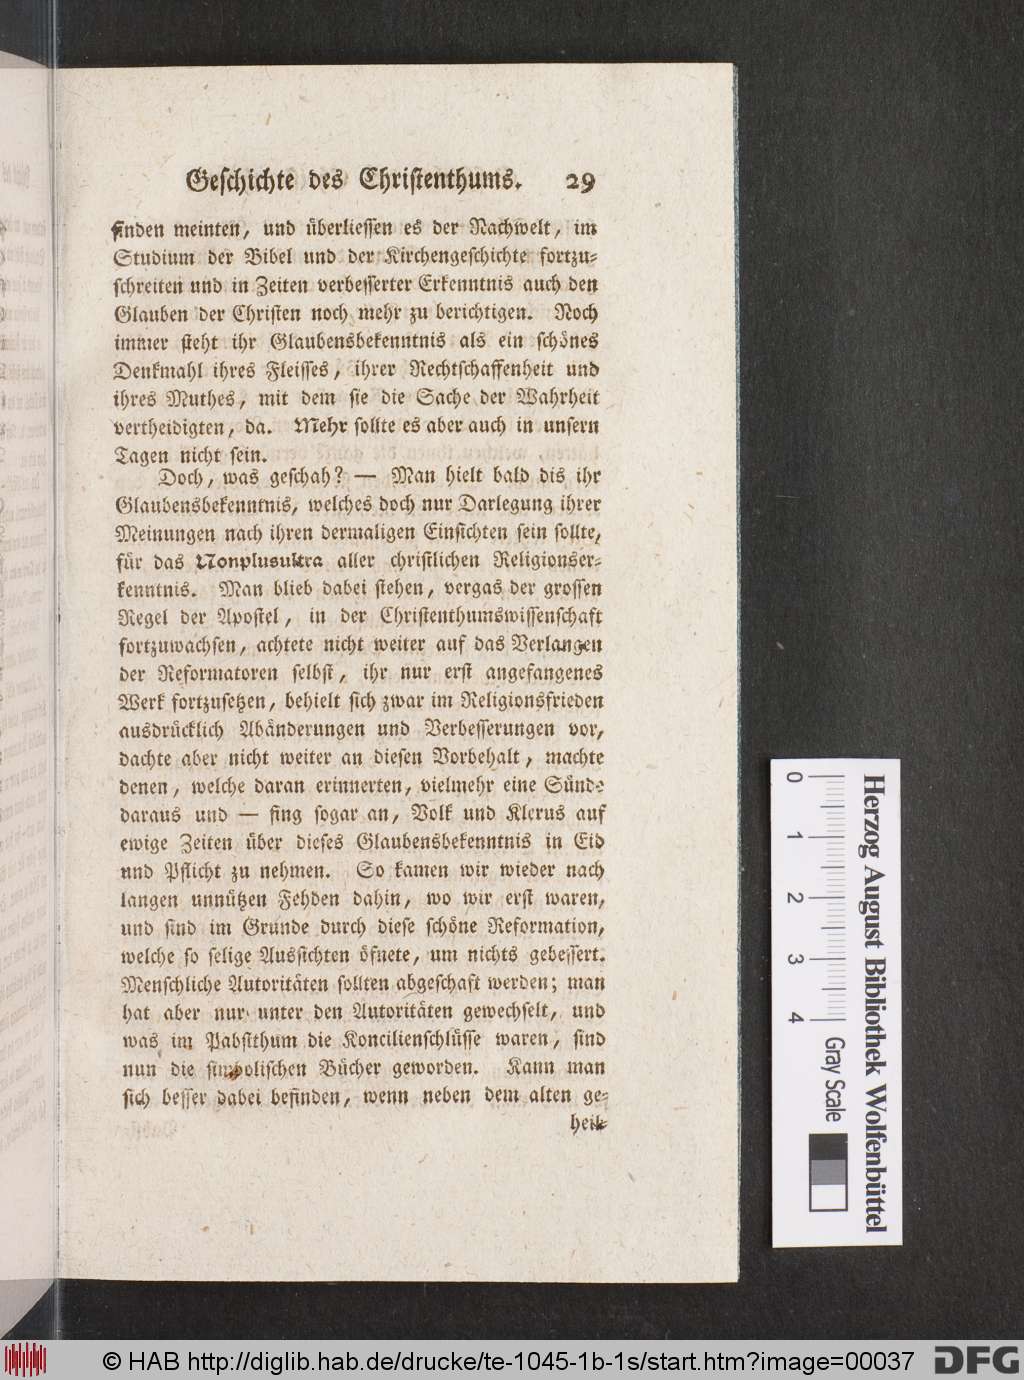 Geschichte des Christenthums. 29
finden meinten, und überliessen es der Nachwelt, im
Studium der Bibel und der Kirchengeschichte fortzu-
schreiten und in Zeiten verbesserter Erkenntnis auch den
Glauben der Christen noch mehr zu berichtigen. Noch
immer steht ihr Glaubensbekenntnis als ein schönes
Denkmahl ihres Fleisses, ihrer Rechtschaffenheit und
ihres Muthes, mit dem sie die Sache der Wahrheit
vertheidigten, da. Mehr sollte es aber auch in unsern
Tagen nicht sein.
Doch, was geschah? — Man hielt bald dis ihr
Glaubensbekenntnis, welches doch nur Darlegung ihrer
Meinungen nach ihren dermaligen Einsichten sein sollte,
für das Nonplusultra aller christlichen Religionser-
kenntnis. Man blieb dabei stehen, vergas der grossen
Regel der Apostel, in der Christenthumswissenschaft
fortzuwachsen, achtete nicht weiter auf das Verlangen
der Reformatoren selbst, ihr nur erst angefangenes
Werk fortzusetzen, behielt sich zwar im Religionsfrieden
ausdrücklich Abänderungen und Verbesserungen vor,
dachte aber nicht weiter an diesen Vorbehalt, machte
denen, welche daran erinnerten, vielmehr eine Sünde
daraus und — fing sogar an, Volk und Klerus auf
ewige Zeiten über dieses Glaubensbekenntnis in Eid
und Pflicht zu nehmen. So kamen wir wieder nach
langen unnützen Fehden dahin, wo wir erst waren,
und sind im Grunde durch diese schöne Reformation,
welche so selige Aussichten öfnete, um nichts gebessert.
Menschliche Autoritäten sollten abgeschaft werden; man
hat aber nur unter den Autoritäten gewechselt, und
was im Pabstthum die Koncilienschlüsse waren, sind
nun die simbolischen Bücher geworden. Kann man
sich besser dabei befinden, wenn neben dem alten ge-
heil-
0 1 2 3 4 Gray Scale
Herzog August Bibliothek Wolfenbüttel
© HAB http://diglib.hab.de/drucke/te-1045-1b-1s/start.htm?image=00037 DFG